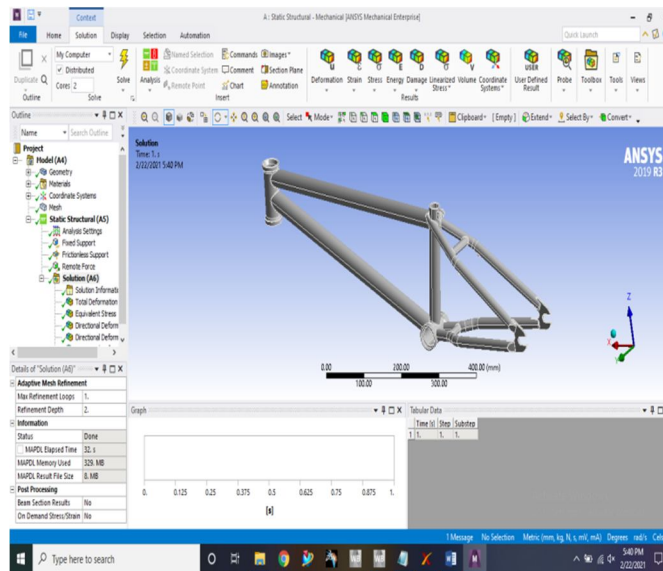 A : Static Structural - Mechanical [ANSYS Mechanical Enterprise]
Context
File Home Solution Display Selection Automation
Quick Launch
My Computer
Distributed
Cores 2
Duplicate
Outline
Solve
Solve
Analysis
Named Selection
Coordinate System
Remote Point
Commands
Comment
Chart
Images
Section Plane
Annotation
Insert
Deformation Strain Stress Energy Damage Linearized Stress Volume Coordinate Systems
Results
User Defined Result
Probe
Toolbox
Tools
Views
Outline
Name
Search Outline
Select Mode Clipboard [Empty] Extend Select By Convert
Project
Model (A4)
Geometry
Materials
Coordinate Systems
Mesh
Static Structural (A5)
Analysis Settings
Fixed Support
Frictionless Support
Remote Force
Solution (A6)
Solution Informatic
Total Deformation
Equivalent Stress
Directional Deform
Directional Deform
Solution
Time: 1. s
2/22/2021 5:40 PM
ANSYS
2019 R3
Z
X
0.00 200.00 400.00 (mm)
100.00 300.00
Details of "Solution (A6)"
Adaptive Mesh Refinement
Max Refinement Loops 1.
Refinement Depth 2.
Information
Status Done
MAPDL Elapsed Time 32. s
MAPDL Memory Used 329. MB
MAPDL Result File Size 8. MB
Post Processing
Beam Section Results No
On Demand Stress/Strain No
Graph
0. 0.125 0.25 0.375 0.5 0.625 0.75 0.875 1.
[s]
Tabular Data
Time [s] Step Substep
1 1. 1. 1.
1 Message No Selection Metric (mm, kg, N, s, mV, mA) Degrees rad/s Cels
Type here to search
5:40 PM
2/22/2021